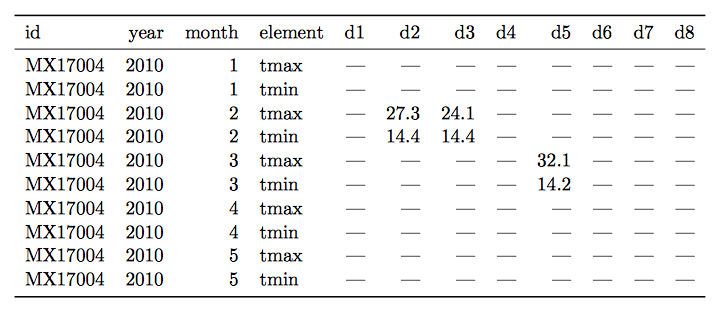 id year month element d1 d2 d3 d4 d5 d6 d7 d8
MX17004 2010 1 tmax — — — — — — — —
MX17004 2010 1 tmin — — — — — — — —
MX17004 2010 2 tmax — 27.3 24.1 — — — — —
MX17004 2010 2 tmin — 14.4 14.4 — — — — —
MX17004 2010 3 tmax — — — — 32.1 — — —
MX17004 2010 3 tmin — — — — 14.2 — — —
MX17004 2010 4 tmax — — — — — — — —
MX17004 2010 4 tmin — — — — — — — —
MX17004 2010 5 tmax — — — — — — — —
MX17004 2010 5 tmin — — — — — — — —